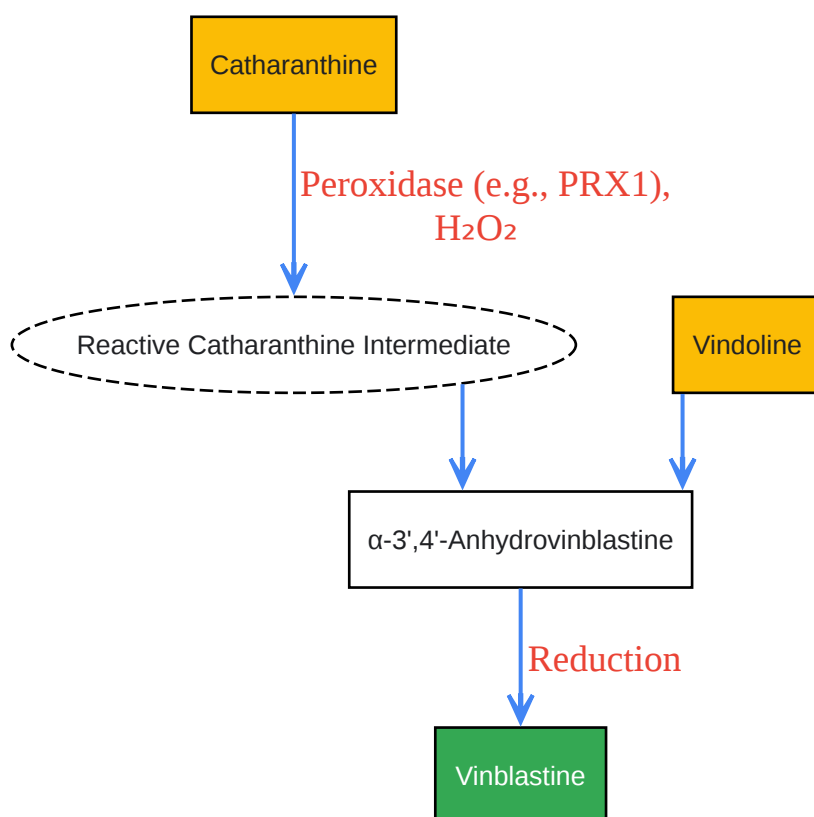 Catharanthine
Peroxidase (e.g., PRX1),
H₂O₂
Reactive Catharanthine Intermediate
Vindoline
α-3',4'-Anhydrovinblastine
Reduction
Vinblastine